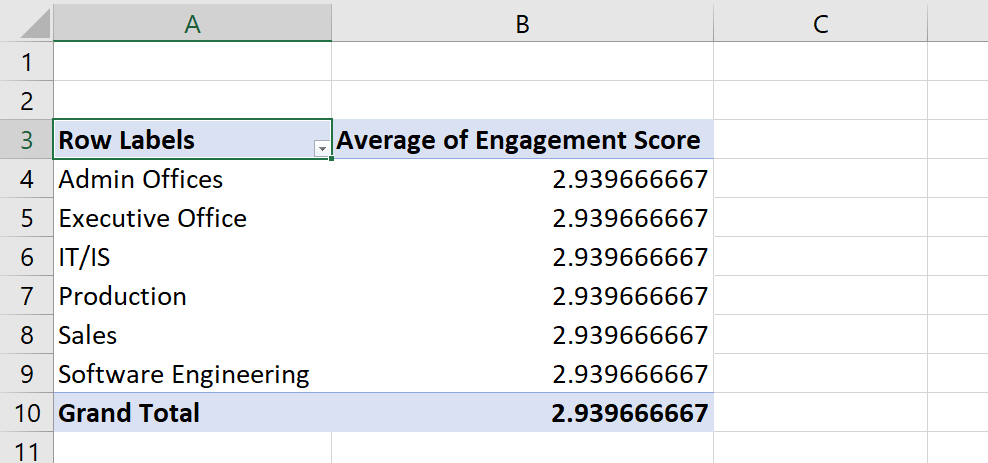 A B C
1
2
3 Row Labels Average of Engagement Score
4 Admin Offices 2.939666667
5 Executive Office 2.939666667
6 IT/IS 2.939666667
7 Production 2.939666667
8 Sales 2.939666667
9 Software Engineering 2.939666667
10 Grand Total 2.939666667
11